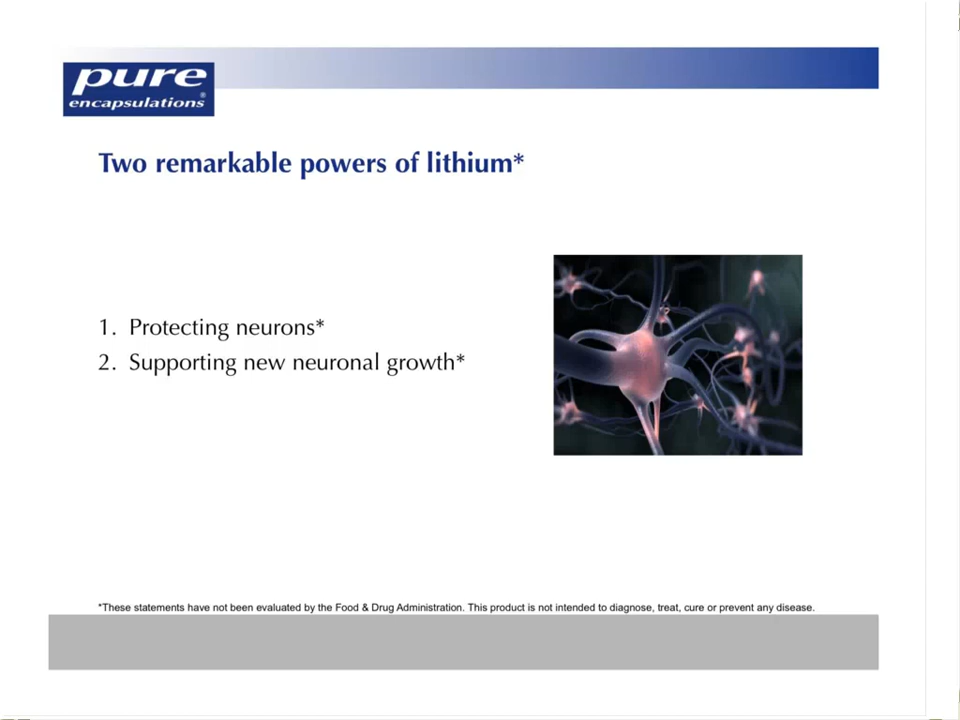 pure
encapsulations®
Two remarkable powers of lithium*
1. Protecting neurons*
2. Supporting new neuronal growth*
*These statements have not been evaluated by the Food & Drug Administration. This product is not intended to diagnose, treat, cure or prevent any disease.